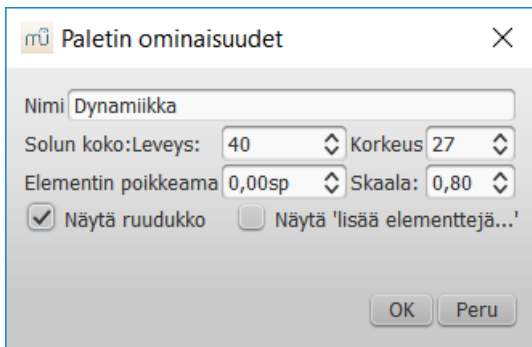 mü Paletin ominaisuudet
Nimi Dynamiikka
Solun koko:Leveys: 40 Korkeus 27
Elementin poikkeama 0,00sp Skaala: 0,80
Näytä ruudukko Näytä 'lisää elementtejä...'
OK Peru